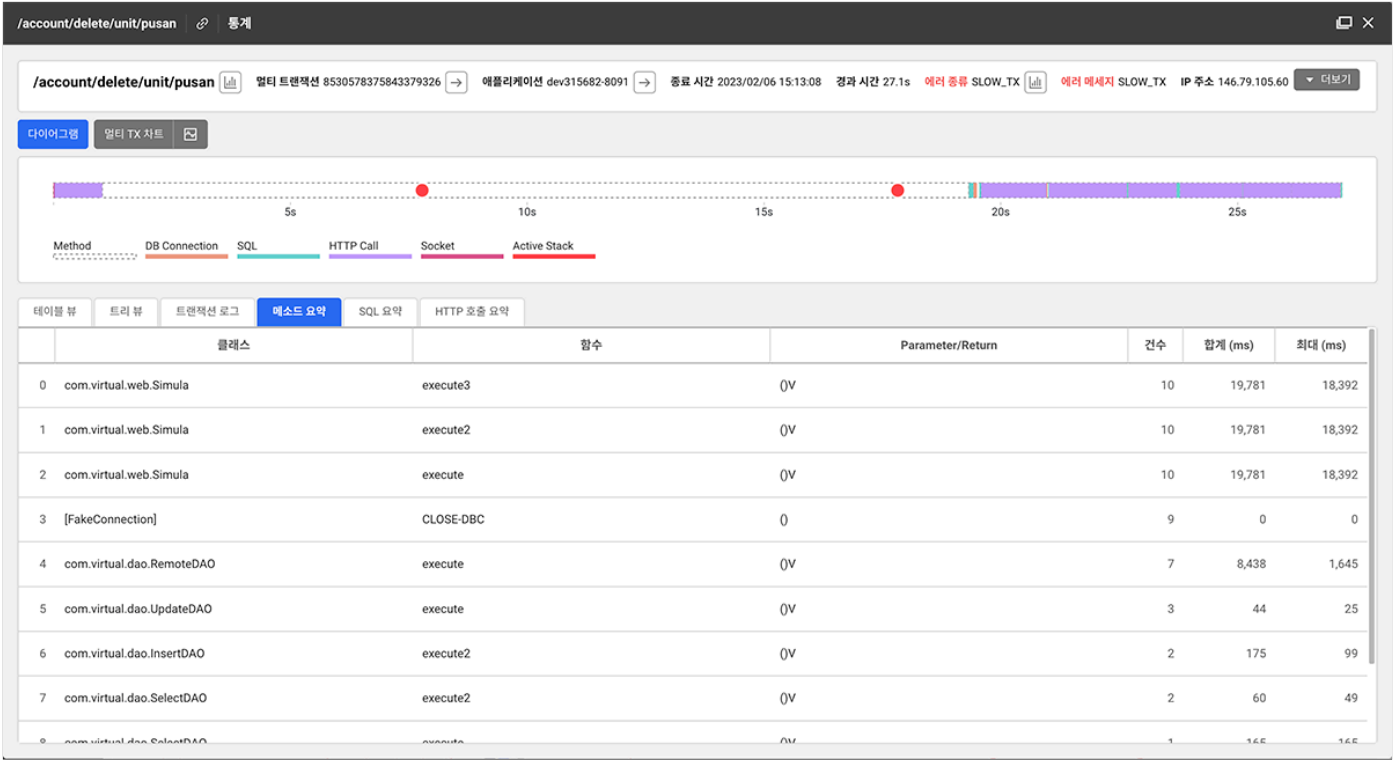 /account/delete/unit/pusan 통계
/account/delete/unit/pusan 멀티 트랜잭션 8530578375843379326 → 애플리케이션 dev315682-8091 → 종료 시간 2023/02/06 15:13:08 경과 시간 27.1s 에러 종류 SLOW_TX 에러 메세지 SLOW_TX IP 주소 146.79.105.60 더보기
다이어그램 멀티 TX 차트
5s 10s 15s 20s 25s
Method DB Connection SQL HTTP Call Socket Active Stack
테이블 뷰 트리 뷰 트랜잭션 로그 메소드 요약 SQL 요약 HTTP 호출 요약
클래스 함수 Parameter/Return 건수 합계 (ms) 최대 (ms)
0 com.virtual.web.Simula execute3 ()V 10 19,781 18,392
1 com.virtual.web.Simula execute2 ()V 10 19,781 18,392
2 com.virtual.web.Simula execute ()V 10 19,781 18,392
3 [FakeConnection] CLOSE-DBC () 9 0 0
4 com.virtual.dao.RemoteDAO execute ()V 7 8,438 1,645
5 com.virtual.dao.UpdateDAO execute ()V 3 44 25
6 com.virtual.dao.InsertDAO execute2 ()V 2 175 99
7 com.virtual.dao.SelectDAO execute2 ()V 2 60 49
8 com.virtual.dao.SelectDAO execute ()V 1 165 165